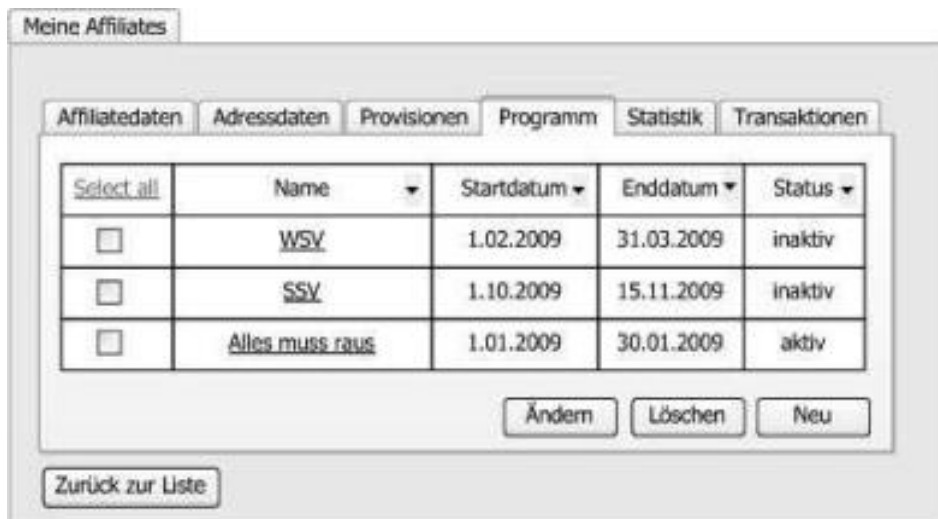 Meine Affiliates
Affiliatedaten Adressdaten Provisionen Programm Statistik Transaktionen
Select all Name Startdatum Enddatum Status
WSV 1.02.2009 31.03.2009 inaktiv
SSV 1.10.2009 15.11.2009 inaktiv
Alles muss raus 1.01.2009 30.01.2009 aktiv
Ändern Löschen Neu
Zurück zur Liste